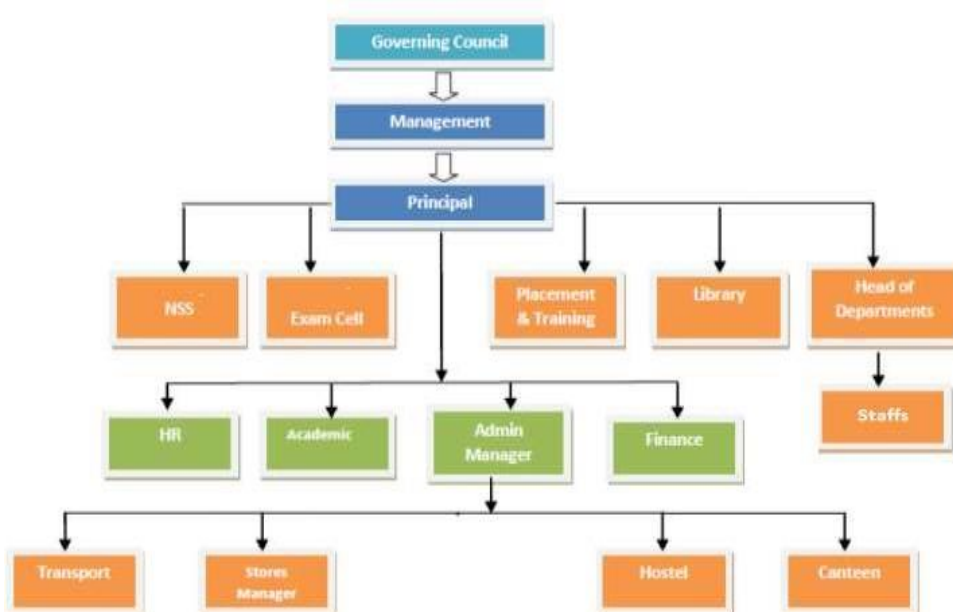 Governing Council
Management
Principal
NSS
Exam Cell
Placement
& Training
Library
Head of
Departments
Staffs
HR
Academic
Admin
Manager
Finance
Transport
Stores
Manager
Hostel
Canteen